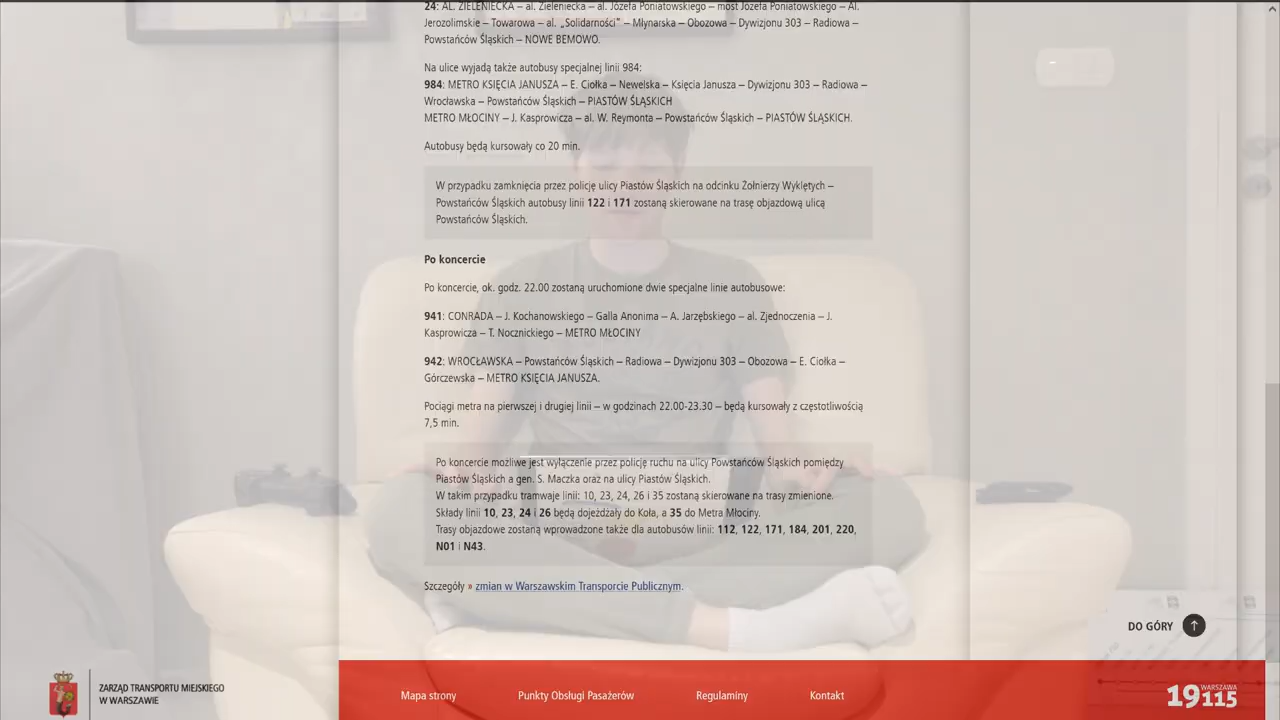 24: AL. ZIELENIECKA – al. Zieleniecka – al. Józefa Poniatowskiego – most Józefa Poniatowskiego – Al.
Jerozolimskie – Towarowa – al. „Solidarności" – Młynarska – Obozowa – Dywizjonu 303 – Radiowa –
Powstańców Śląskich – NOWE BEMOWO.
Na ulice wyjadą także autobusy specjalnej linii 984:
984: METRO KSIĘCIA JANUSZA – E. Ciołka – Newelska – Księcia Janusza – Dywizjonu 303 – Radiowa –
Wrocławska – Powstańców Śląskich – PIASTÓW ŚLĄSKICH
METRO MŁOCINY – J. Kasprowicza – al. W. Reymonta – Powstańców Śląskich – PIASTÓW ŚLĄSKICH.
Autobusy będą kursowały co 20 min.
W przypadku zamknięcia przez policję ulicy Piastów Śląskich na odcinku Żołnierzy Wyklętych –
Powstańców Śląskich autobusy linii 122 i 171 zostaną skierowane na trasę objazdową ulicą
Powstańców Śląskich.
Po koncercie
Po koncercie, ok. godz. 22.00 zostaną uruchomione dwie specjalne linie autobusowe:
941: CONRADA – J. Kochanowskiego – Galla Anonima – A. Jarzębskiego – al. Zjednoczenia – J.
Kasprowicza – T. Nocznickiego – METRO MŁOCINY
942: WROCŁAWSKA – Powstańców Śląskich – Radiowa – Dywizjonu 303 – Obozowa – E. Ciołka –
Górczewska – METRO KSIĘCIA JANUSZA.
Pociągi metra na pierwszej i drugiej linii – w godzinach 22.00-23.30 – będą kursowały z częstotliwością
7,5 min.
Po koncercie możliwe jest wyłączenie przez policję ruchu na ulicy Powstańców Śląskich pomiędzy
Piastów Śląskich a gen. S. Maczka oraz na ulicy Piastów Śląskich.
W takim przypadku tramwaje linii: 10, 23, 24, 26 i 35 zostaną skierowane na trasy zmienione.
Składy linii 10, 23, 24 i 26 będą dojeżdżały do Koła, a 35 do Metra Młociny.
Trasy objazdowe zostaną wprowadzone także dla autobusów linii: 112, 122, 171, 184, 201, 220,
N01 i N43.
Szczegóły » zmian w Warszawskim Transporcie Publicznym.
DO GÓRY
ZARZĄD TRANSPORTU MIEJSKIEGO
W WARSZAWIE
Mapa strony
Punkty Obsługi Pasażerów
Regulaminy
Kontakt
WARSZAWA
19115